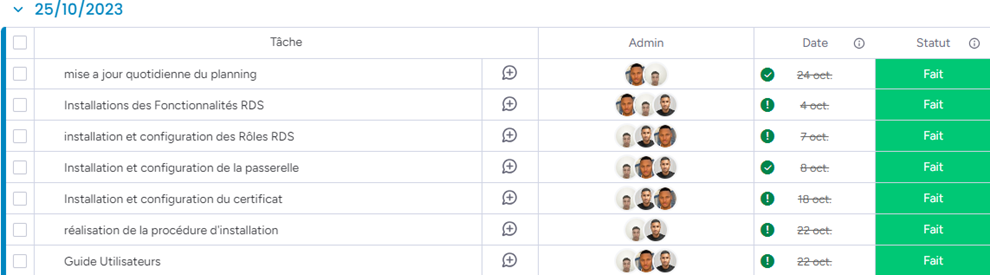 25/10/2023
Tâche Admin Date Statut
mise a jour quotidienne du planning 24 oct. Fait
Installations des Fonctionnalités RDS 4 oct. Fait
installation et configuration des Rôles RDS 7 oct. Fait
Installation et configuration de la passerelle 8 oct. Fait
Installation et configuration du certificat 18 oct. Fait
réalisation de la procédure d'installation 22 oct. Fait
Guide Utilisateurs 22 oct. Fait